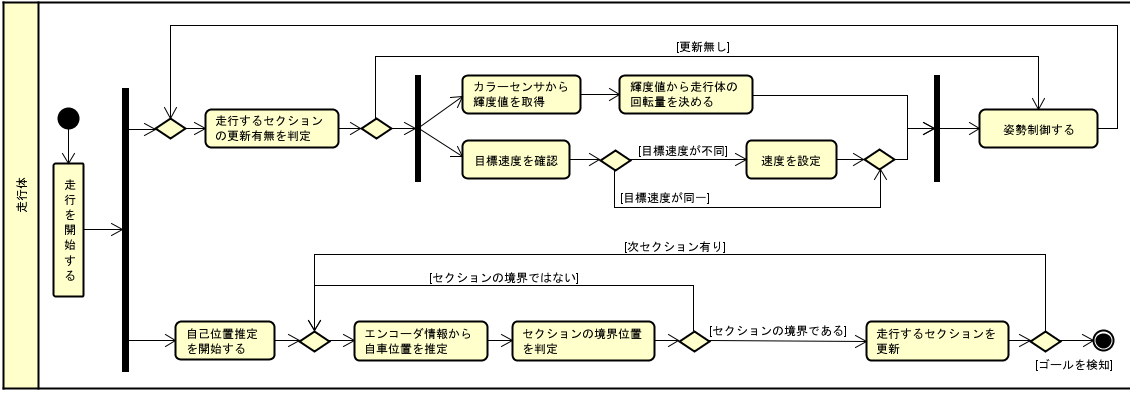 走行体
走行を開始する
走行するセクション
の更新有無を判定
[更新無し]
カラーセンサから
輝度値を取得
輝度値から走行体の
回転量を決める
目標速度を確認
[目標速度が不同]
速度を設定
[目標速度が同一]
姿勢制御する
自己位置推定
を開始する
エンコーダ情報から
自車位置を推定
セクションの境界位置
を判定
[セクションの境界ではない]
[セクションの境界である]
走行するセクションを
更新
[次セクション有り]
[ゴールを検知]